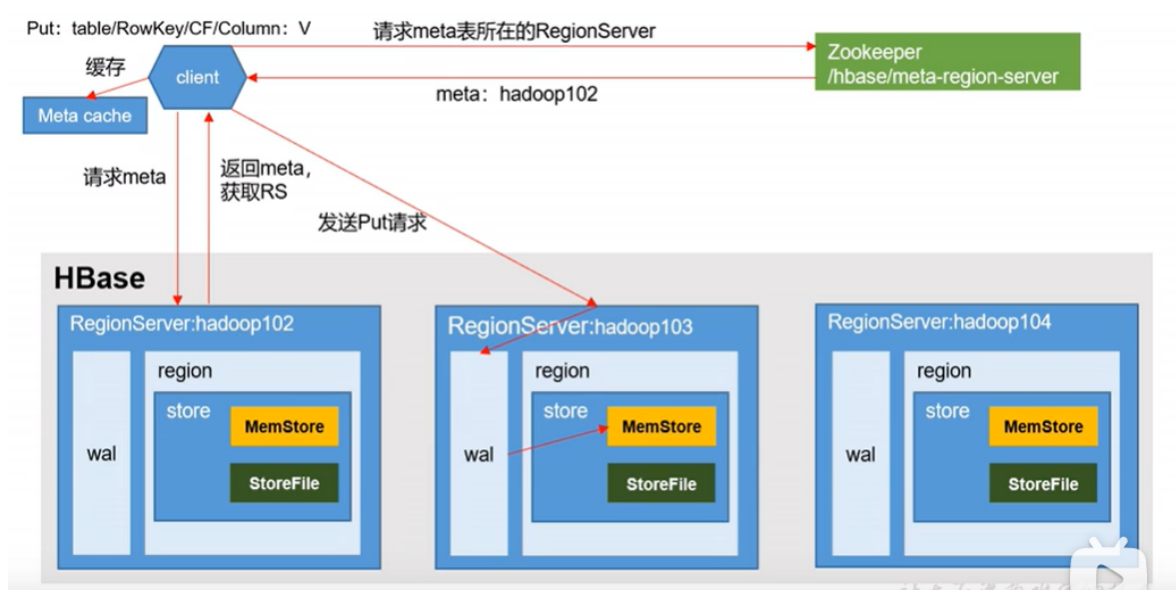 Put：table/RowKey/CF/Column：V
请求meta表所在的RegionServer
Zookeeper
/hbase/meta-region-server
缓存
client
meta：hadoop102
Meta cache
请求meta
返回meta，
获取RS
发送Put请求
HBase
RegionServer:hadoop102
wal
region
store
MemStore
StoreFile
RegionServer:hadoop103
wal
region
store
MemStore
StoreFile
RegionServer:hadoop104
wal
region
store
MemStore
StoreFile